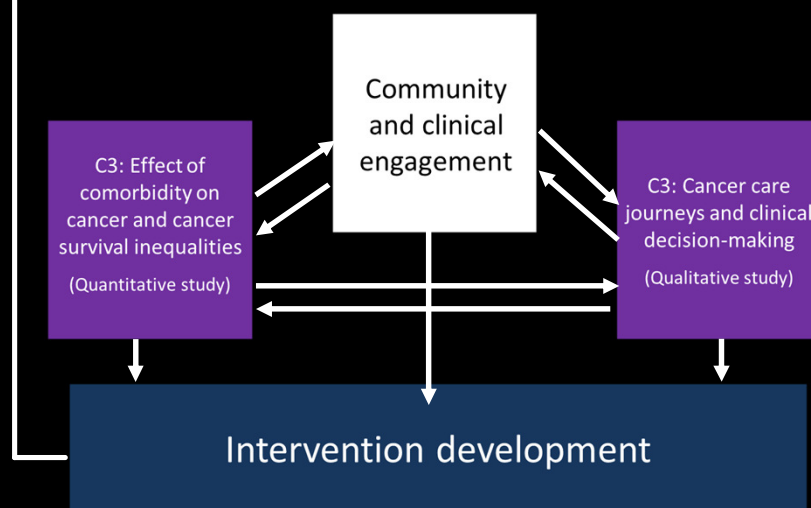 Community
and clinical
engagement
C3: Effect of
comorbidity on
cancer and cancer
survival inequalities
(Quantitative study)
C3: Cancer care
journeys and clinical
decision-making
(Qualitative study)
Intervention development